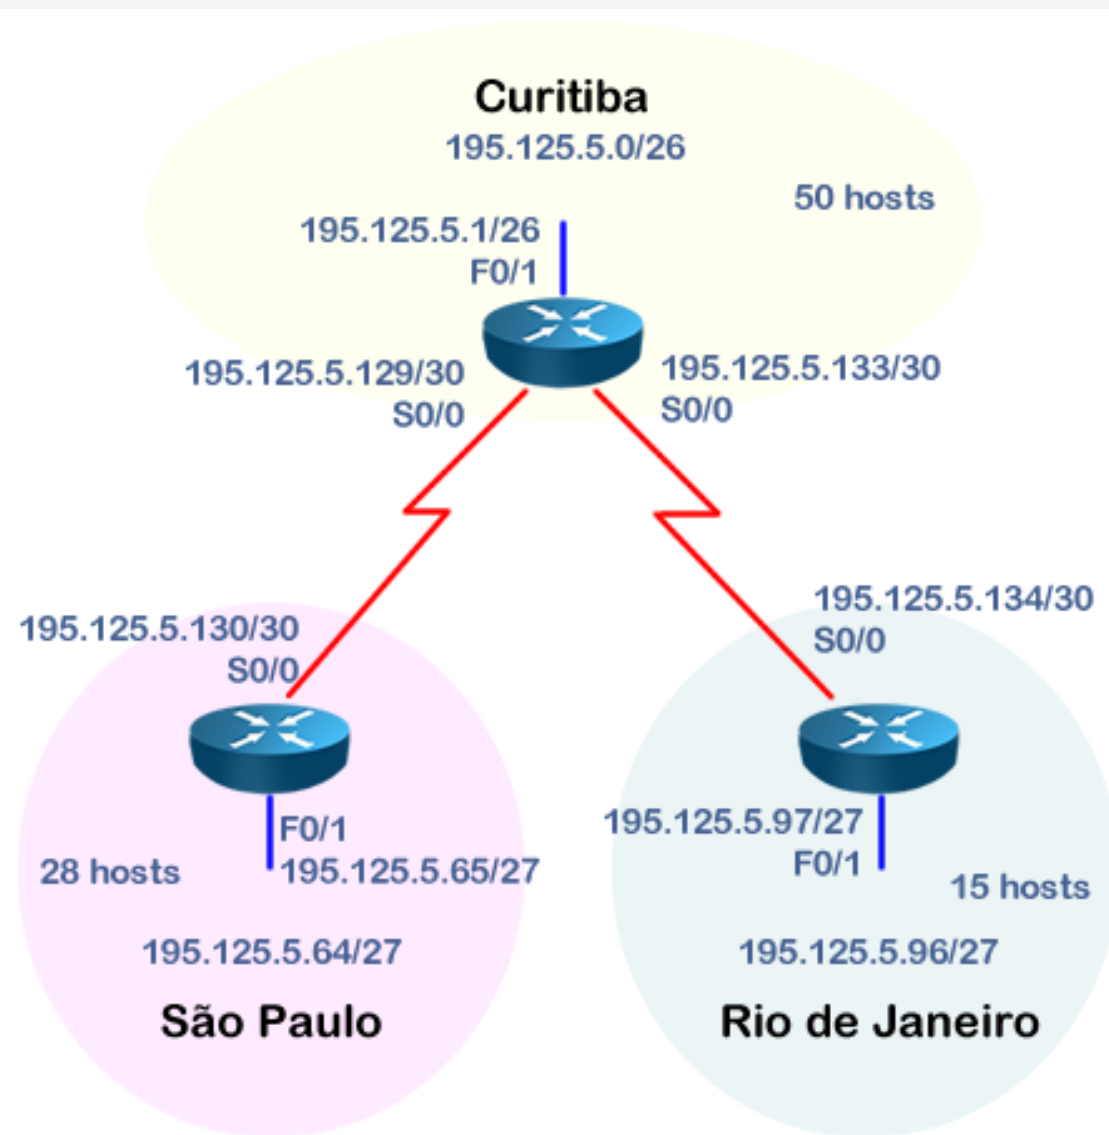 Curitiba
195.125.5.0/26
50 hosts
195.125.5.1/26
F0/1
195.125.5.129/30
S0/0
195.125.5.133/30
S0/0
195.125.5.130/30
S0/0
195.125.5.134/30
S0/0
F0/1
195.125.5.65/27
28 hosts
195.125.5.64/27
São Paulo
195.125.5.97/27
F0/1
15 hosts
195.125.5.96/27
Rio de Janeiro